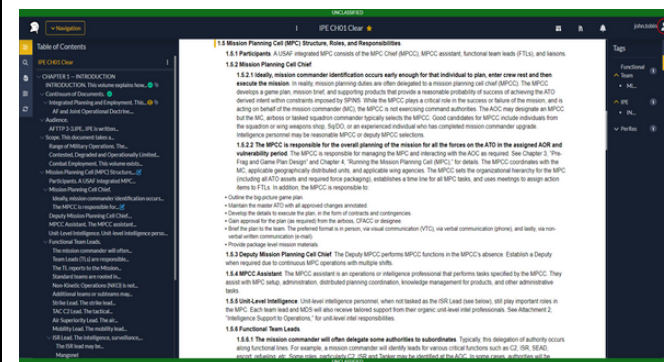 UNCLASSIFIED
Navigation
IPE CH01 Clear
john.tobin
Table of Contents
IPE CH01 Clear
CHAPTER 1 – INTRODUCTION
INTRODUCTION. This volume explains how...
Continuum of Documents.
Integrated Planning and Employment. This...
AF and Joint Operational Doctrine...
Audience.
AFTTP 3-3.IPE, IPE is written...
Scope. This document takes a...
Range of Military Operations, The...
Contested, Degraded and Operationally Limited...
Combat Employment. This volume exists...
Mission Planning Cell (MPC) Structure,...
Participants. A USAF integrated MPC...
Mission Planning Cell Chief.
Ideally, mission commander identification occurs...
The MPCC is responsible for...
Deputy Mission Planning Cell Chief...
MPCC Assistant. The MPCC assistant...
Unit-Level Intelligence. Unit level intelligence perso...
Functional Team Leads.
The mission commander will often...
Team Leads (TLs) are responsible...
The TL reports to the Mission...
Standard teams are rooted in...
Non-Kinetic Operations (NKO) is not...
Additional teams or subteams may...
Strike Lead. The strike lead...
TAC C2 Lead. The tactical...
Air Superiority Lead. The air...
Mobility Lead. The mobility lead...
ISR Lead. The intelligence, surveillance,...
The ISR lead may be...
Mangonel
1.5 Mission Planning Cell (MPC) Structure, Roles, and Responsibilities
1.5.1 Participants. A USAF integrated MPC consists of the MPC Chief (MPCC), MPCC assistant, functional team leads (FTLs), and liaisons.
1.5.2 Mission Planning Cell Chief
1.5.2.1 Ideally, mission commander identification occurs early enough for that individual to plan, enter crew rest and then
execute the mission. In reality, mission planning duties are often delegated to a mission planning cell chief (MPCC). The MPCC
develops a game plan, mission brief, and supporting products that provide a reasonable probability of success of achieving the ATO
derived intent within constraints imposed by SPINS. While the MPCC plays a critical role in the success or failure of the mission, and is
acting on behalf of the mission commander (MC), the MPCC is not exercising command authorities. The AOC may designate an MPCC
but the MC, airboss or tasked squadron commander typically selects the MPCC. Good candidates for MPCC include individuals from
the squadron or wing weapons shop, Sq/DO, or an experienced individual who has completed mission commander upgrade.
Intelligence personnel may be reasonable MPCC or deputy MPCC selections.
1.5.2.2 The MPCC is responsible for the overall planning of the mission for all the forces on the ATO in the assigned AOR and
vulnerability period. The MPCC is responsible for managing the MPC and interacting with the AOC as required. See Chapter 3, "Pre-
Frag and Game Plan Design" and Chapter 4, "Running the Mission Planning Cell (MPC)," for details. The MPCC coordinates with the
MC, applicable geographically distributed units, and applicable wing agencies. The MPCC sets the organizational hierarchy for the MPC
(including all ATO assets and required force packaging), establishes a time line for all MPC tasks, and uses meetings to assign action
items to FTLs. In addition, the MPCC is responsible to:
• Outline the big-picture game plan.
• Maintain the master ATO with all approved changes annotated.
• Develop the details to execute the plan, in the form of contracts and contingencies.
• Gain approval for the plan (as required) from the airboss, CFACC or designee
• Brief the plan to the team. The preferred format is in person, via visual communication (VTC), via verbal communication (phone), and lastly, via non-
verbal written communication (e-mail).
• Provide package level mission materials
1.5.3 Deputy Mission Planning Cell Chief. The Deputy MPCC performs MPCC functions in the MPCC's absence. Establish a Deputy
when required due to continuous MPC operations with multiple shifts.
1.5.4 MPCC Assistant. The MPCC assistant is an operations or intelligence professional that performs tasks specified by the MPCC. They
assist with MPC setup, administration, distributed planning coordination, knowledge management for products, and other administrative
tasks.
1.5.5 Unit-Level Intelligence. Unit-level intelligence personnel, when not tasked as the ISR Lead (see below), still play important roles in
the MPC. Each team lead and MDS will also receive tailored support from their organic unit-level intel professionals. See Attachment 2,
"Intelligence Support to Operations," for unit-level intel responsibilities.
1.5.6 Functional Team Leads.
1.5.6.1 The mission commander will often delegate some authorities to subordinates. Typically, this delegation of authority occurs
along functional lines. For example, a mission commander will identify leads for various critical functions such as C2, ISR, SEAD,
escort, refueling, etc. Some roles, particularly C2, ISR and Tanker may be identified at the AOC. In some cases, authorities will be
Tags
Functional
Team
ML...
IPE
IN...
PerRes
UNCLASSIFIED